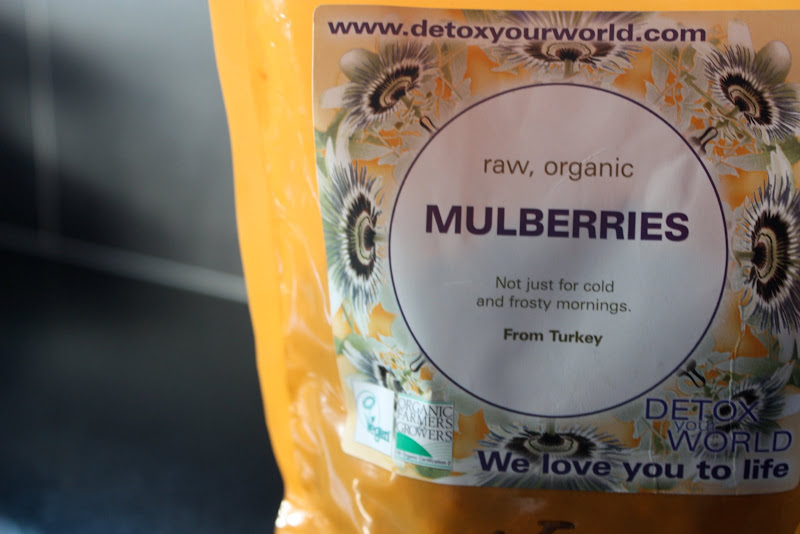 www.detoxyourworld.com
raw, organic
MULBERRIES
Not just for cold
and frosty mornings.
From Turkey
ORGANIC
FARMERS
GROWERS
DETOX
your
WORLD
We love you to life